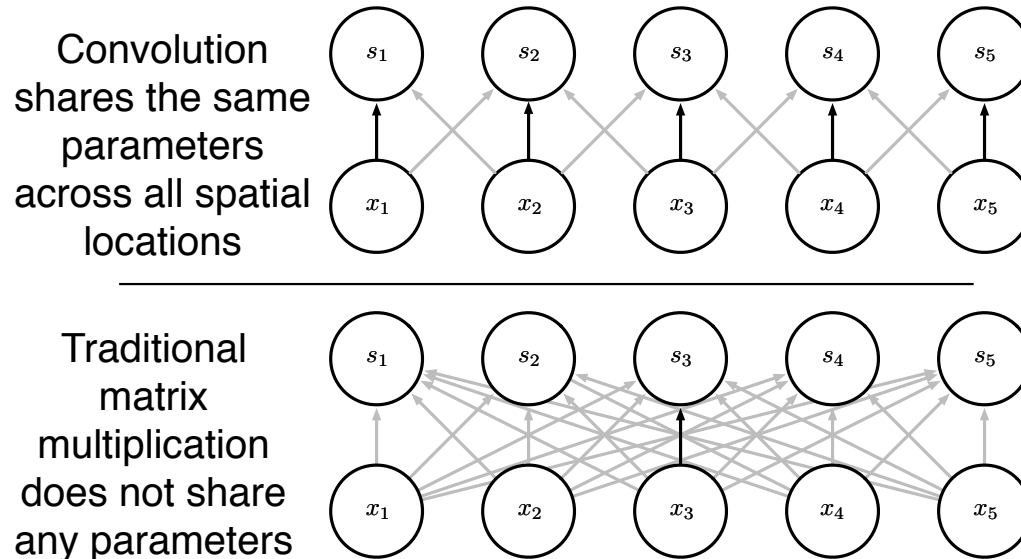 Convolution
shares the same
parameters
across all spatial
locations
s₁ s₂ s₃ s₄ s₅
x₁ x₂ x₃ x₄ x₅
Traditional
matrix
multiplication
does not share
any parameters
s₁ s₂ s₃ s₄ s₅
x₁ x₂ x₃ x₄ x₅